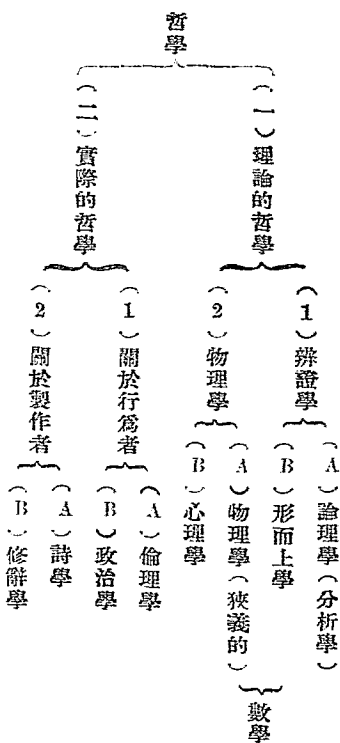 哲學
(一)理論的哲學
(1)辨證學
(A)論理學(分析學)
(B)形而上學
(2)物理學
(A)物理學(狹義的)
(B)心理學
數學
(二)實際的哲學
(1)關於行爲者
(A)倫理學
(B)政治學
(2)關於製作者
(A)詩學
(B)修辭學